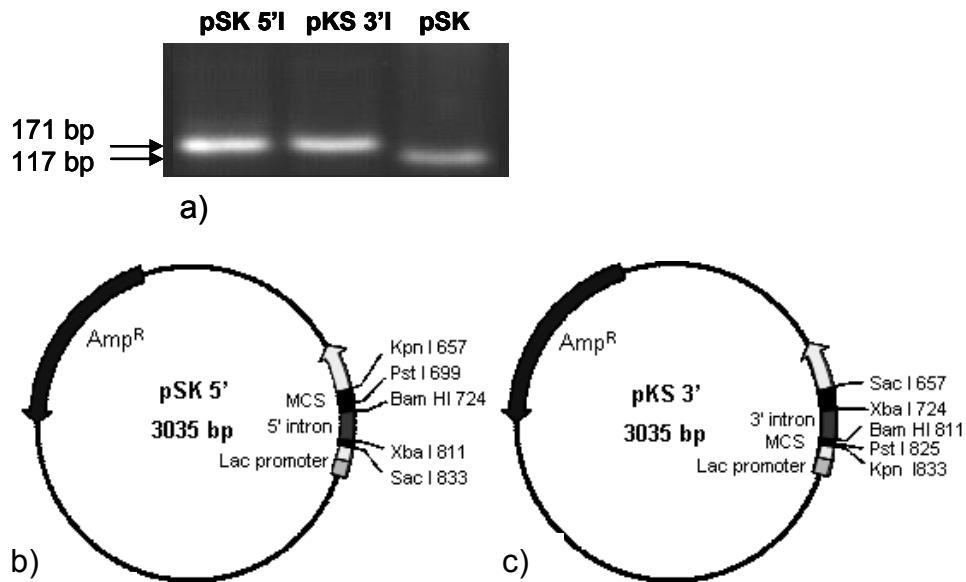 pSK 5'I pKS 3'I pSK
171 bp
117 bp
a)
Amp^R
pSK 5'
3035 bp
MCS
5' intron
Lac promoter
Kpn I 657
Pst I 699
Bam HI 724
Xba I 811
Sac I 833
b)
Amp^R
pKS 3'
3035 bp
3' intron
MCS
Lac promoter
Sac I 657
Xba I 724
Bam HI 811
Pst I 825
Kpn I833
c)